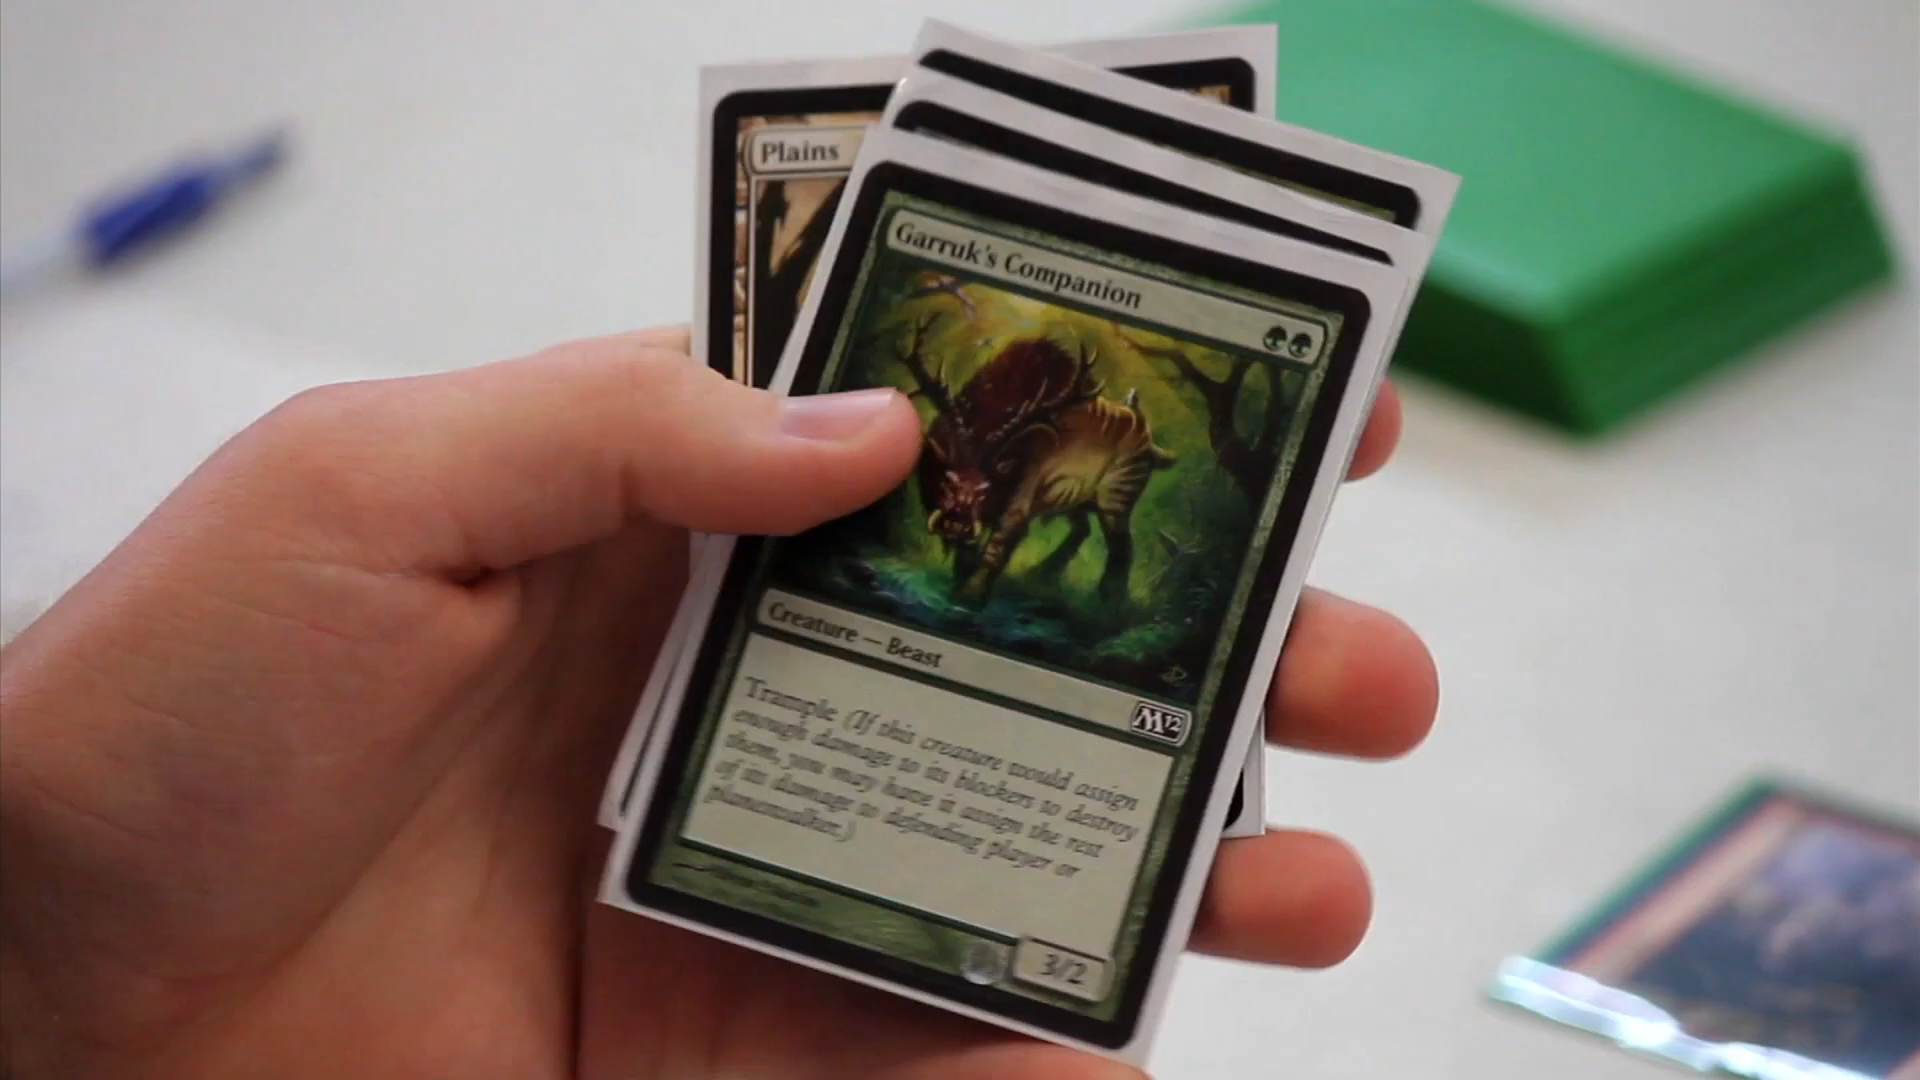 Plains
Garruk's Companion
Creature — Beast
M12
Trample (If this creature would assign
enough damage to its blockers to destroy
them, you may have it assign the rest
of its damage to defending player or
planeswalker.)
3/2